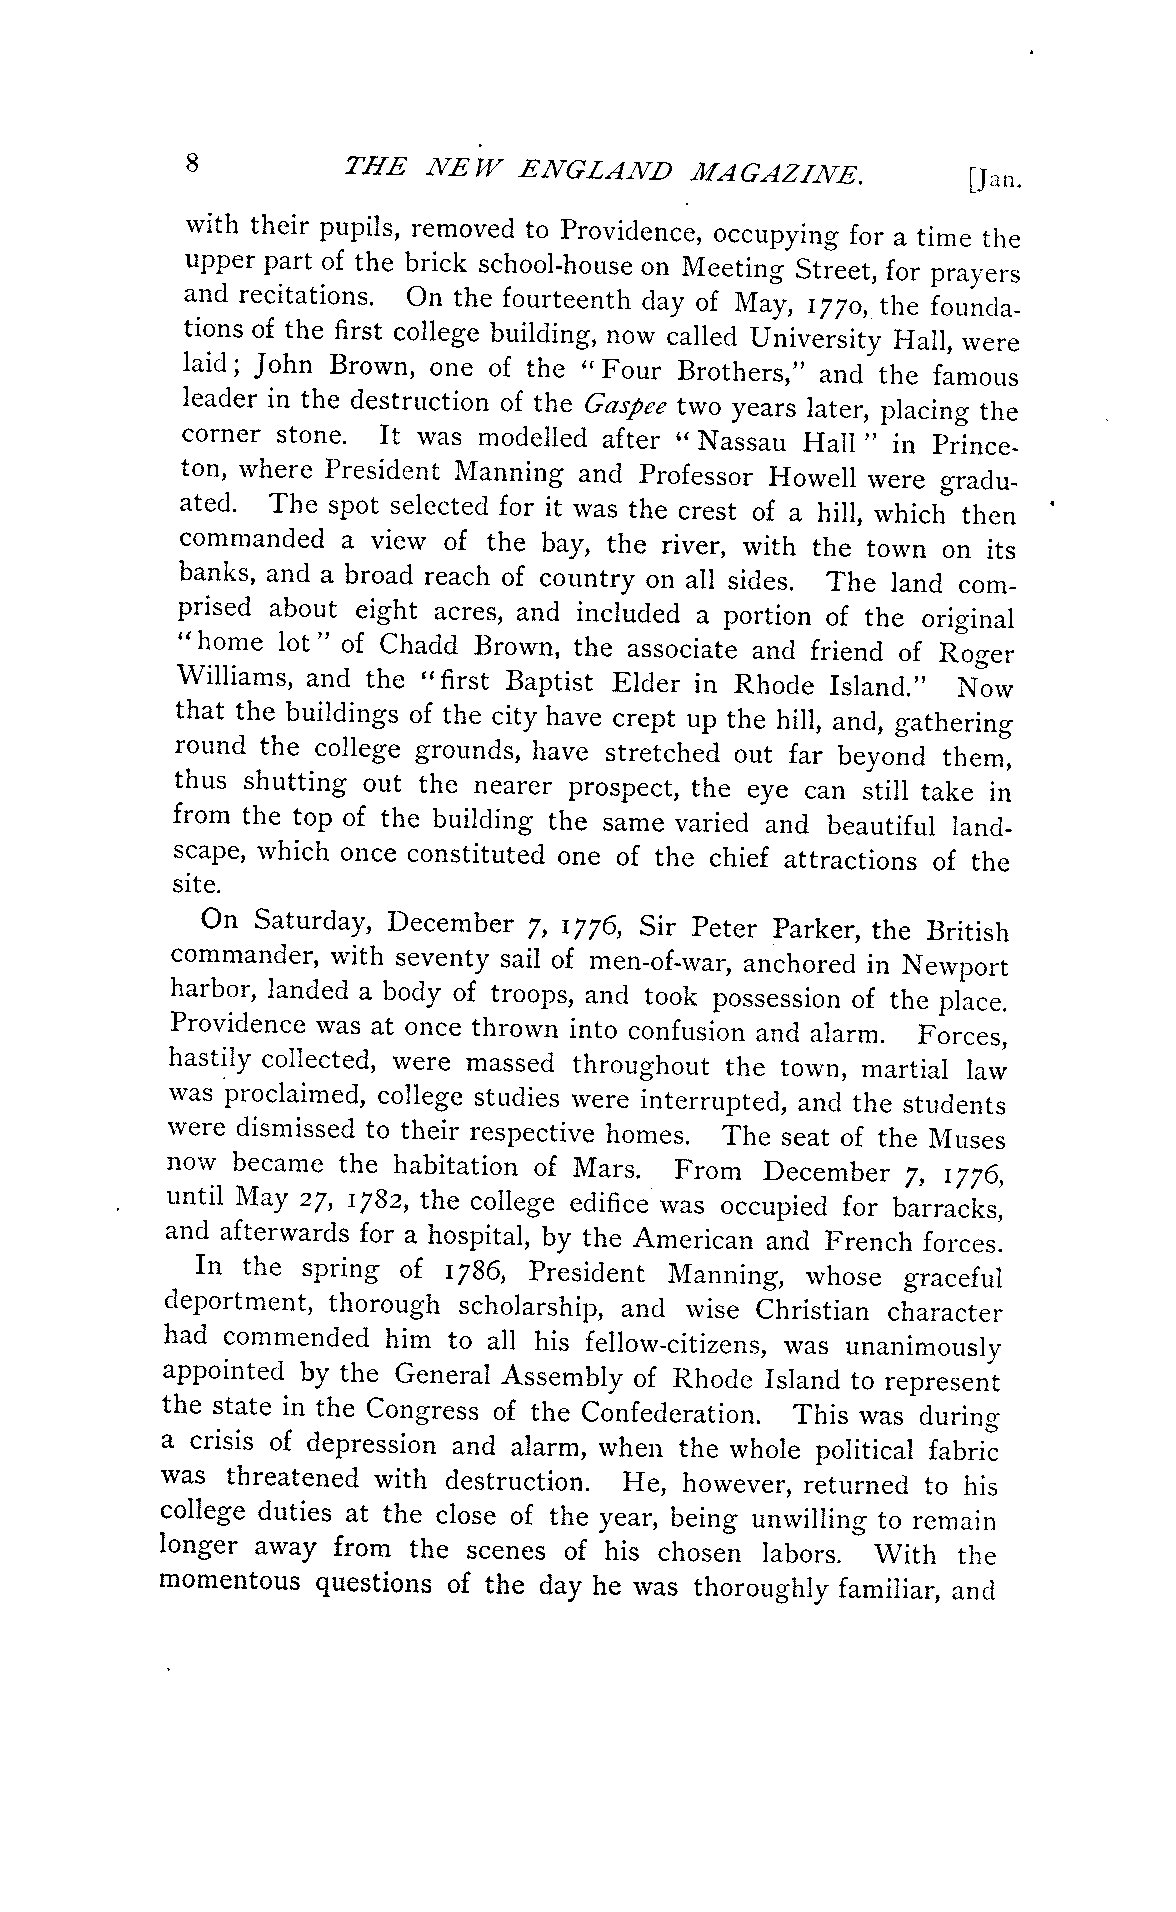 8 THE NEW ENGLAND MAGAZINE. [Jan.
with their pupils, removed to Providence, occupying for a time the
upper part of the brick school-house on Meeting Street, for prayers
and recitations. On the fourteenth day of May, 1770, the founda-
tions of the first college building, now called University Hall, were
laid; John Brown, one of the "Four Brothers," and the famous
leader in the destruction of the Gaspee two years later, placing the
corner stone. It was modelled after "Nassau Hall" in Prince-
ton, where President Manning and Professor Howell were gradu-
ated. The spot selected for it was the crest of a hill, which then
commanded a view of the bay, the river, with the town on its
banks, and a broad reach of country on all sides. The land com-
prised about eight acres, and included a portion of the original
"home lot" of Chadd Brown, the associate and friend of Roger
Williams, and the "first Baptist Elder in Rhode Island." Now
that the buildings of the city have crept up the hill, and, gathering
round the college grounds, have stretched out far beyond them,
thus shutting out the nearer prospect, the eye can still take in
from the top of the building the same varied and beautiful land-
scape, which once constituted one of the chief attractions of the
site.
On Saturday, December 7, 1776, Sir Peter Parker, the British
commander, with seventy sail of men-of-war, anchored in Newport
harbor, landed a body of troops, and took possession of the place.
Providence was at once thrown into confusion and alarm. Forces,
hastily collected, were massed throughout the town, martial law
was proclaimed, college studies were interrupted, and the students
were dismissed to their respective homes. The seat of the Muses
now became the habitation of Mars. From December 7, 1776,
until May 27, 1782, the college edifice was occupied for barracks,
and afterwards for a hospital, by the American and French forces.
In the spring of 1786, President Manning, whose graceful
deportment, thorough scholarship, and wise Christian character
had commended him to all his fellow-citizens, was unanimously
appointed by the General Assembly of Rhode Island to represent
the state in the Congress of the Confederation. This was during
a crisis of depression and alarm, when the whole political fabric
was threatened with destruction. He, however, returned to his
college duties at the close of the year, being unwilling to remain
longer away from the scenes of his chosen labors. With the
momentous questions of the day he was thoroughly familiar, and